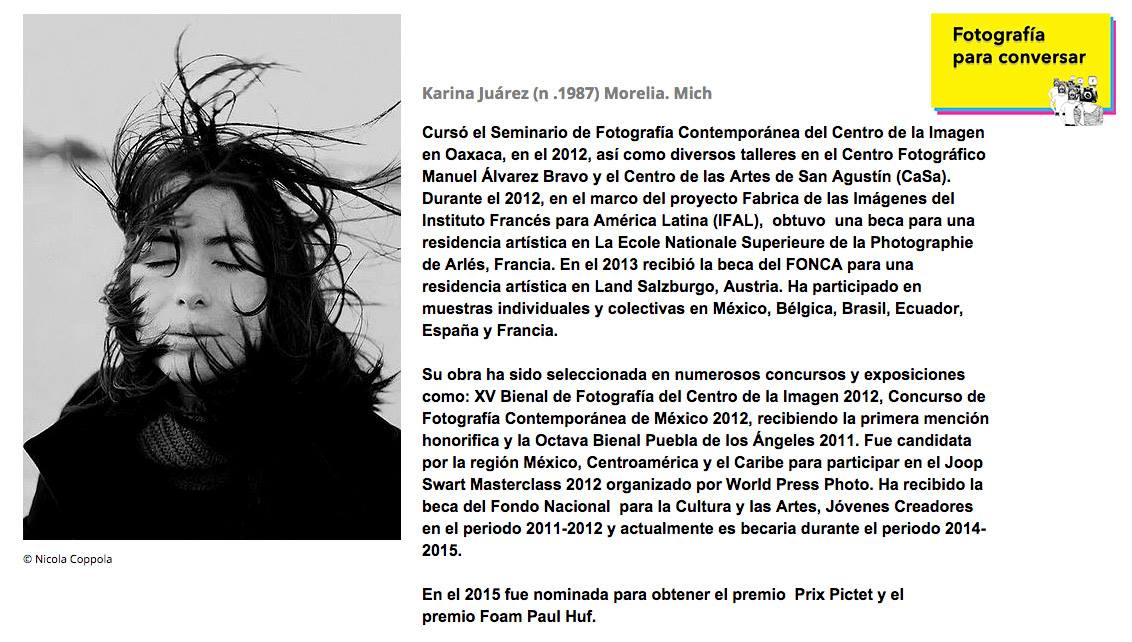 Fotografía
para conversar
Karina Juárez (n .1987) Morelia. Mich
Cursó el Seminario de Fotografía Contemporánea del Centro de la Imagen
en Oaxaca, en el 2012, así como diversos talleres en el Centro Fotográfico
Manuel Álvarez Bravo y el Centro de las Artes de San Agustín (CaSa).
Durante el 2012, en el marco del proyecto Fabrica de las Imágenes del
Instituto Francés para América Latina (IFAL),  obtuvo  una beca para una
residencia artística en La Ecole Nationale Superieure de la Photographie
de Arlés, Francia. En el 2013 recibió la beca del FONCA para una
residencia artística en Land Salzburgo, Austria. Ha participado en
muestras individuales y colectivas en México, Bélgica, Brasil, Ecuador,
España y Francia.
Su obra ha sido seleccionada en numerosos concursos y exposiciones
como: XV Bienal de Fotografía del Centro de la Imagen 2012, Concurso de
Fotografía Contemporánea de México 2012, recibiendo la primera mención
honorifica y la Octava Bienal Puebla de los Ángeles 2011. Fue candidata
por la región México, Centroamérica y el Caribe para participar en el Joop
Swart Masterclass 2012 organizado por World Press Photo. Ha recibido la
beca del Fondo Nacional  para la Cultura y las Artes, Jóvenes Creadores
en el periodo 2011-2012 y actualmente es becaria durante el periodo 2014-
2015.
En el 2015 fue nominada para obtener el premio  Prix Pictet y el
premio Foam Paul Huf.
© Nicola Coppola